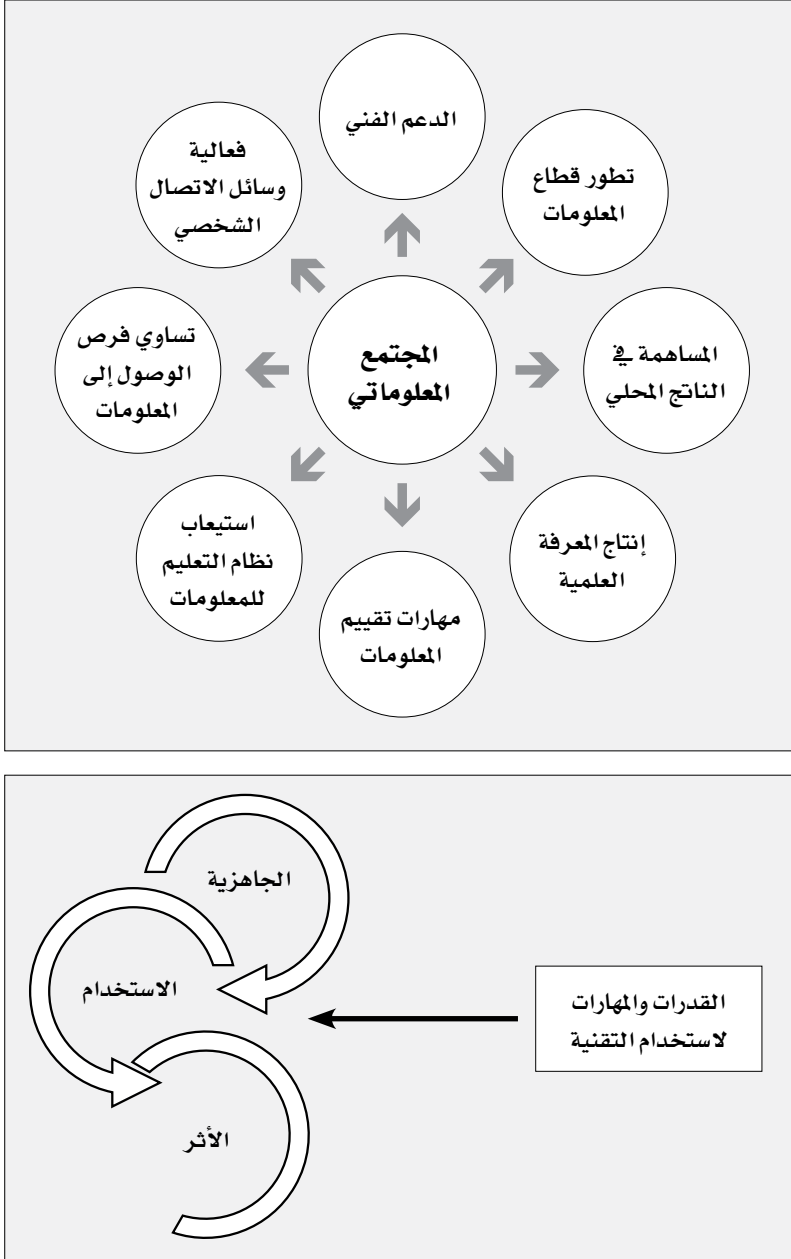 الدعم الفني
تطور قطاع
المعلومات
المساهمة في
الناتج المحلي
إنتاج المعرفة
العلمية
مهارات تقييم
المعلومات
استيعاب
نظام التعليم
للمعلومات
تساوي فرص
الوصول إلى
المعلومات
فعالية
وسائل الاتصال
الشخصي
المجتمع
المعلوماتي
الجاهزية
الاستخدام
الأثر
القدرات والمهارات
لاستخدام التقنية